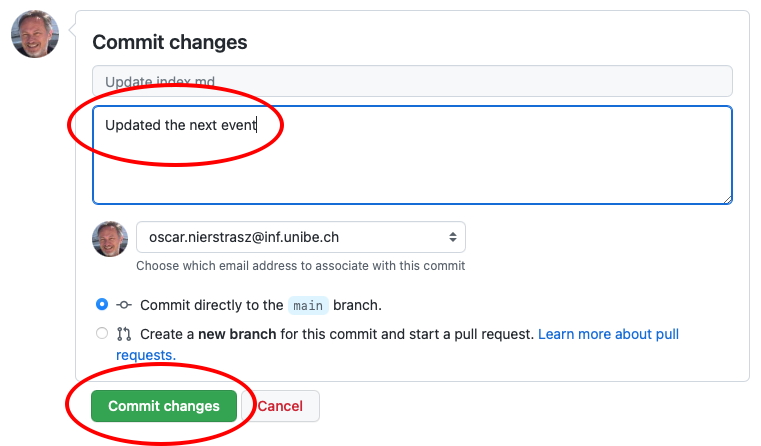 Commit changes
Update index.md
Updated the next event
oscar.nierstrasz@inf.unibe.ch
Choose which email address to associate with this commit
Commit directly to the main branch.
Create a new branch for this commit and start a pull request. Learn more about pull
requests.
Commit changes
Cancel